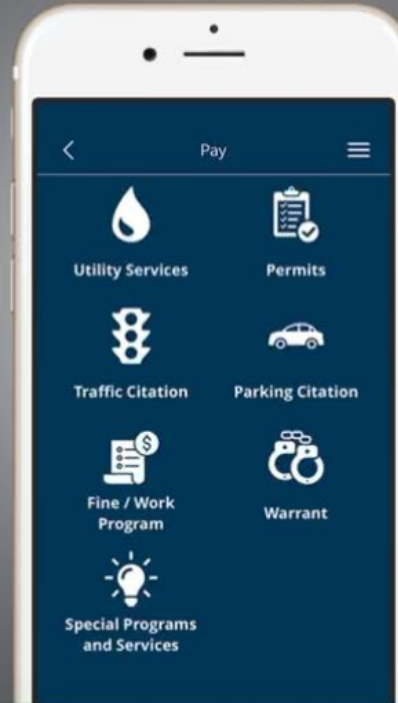 Pay
Utility Services
Permits
Traffic Citation
Parking Citation
Fine / Work
Program
Warrant
Special Programs
and Services